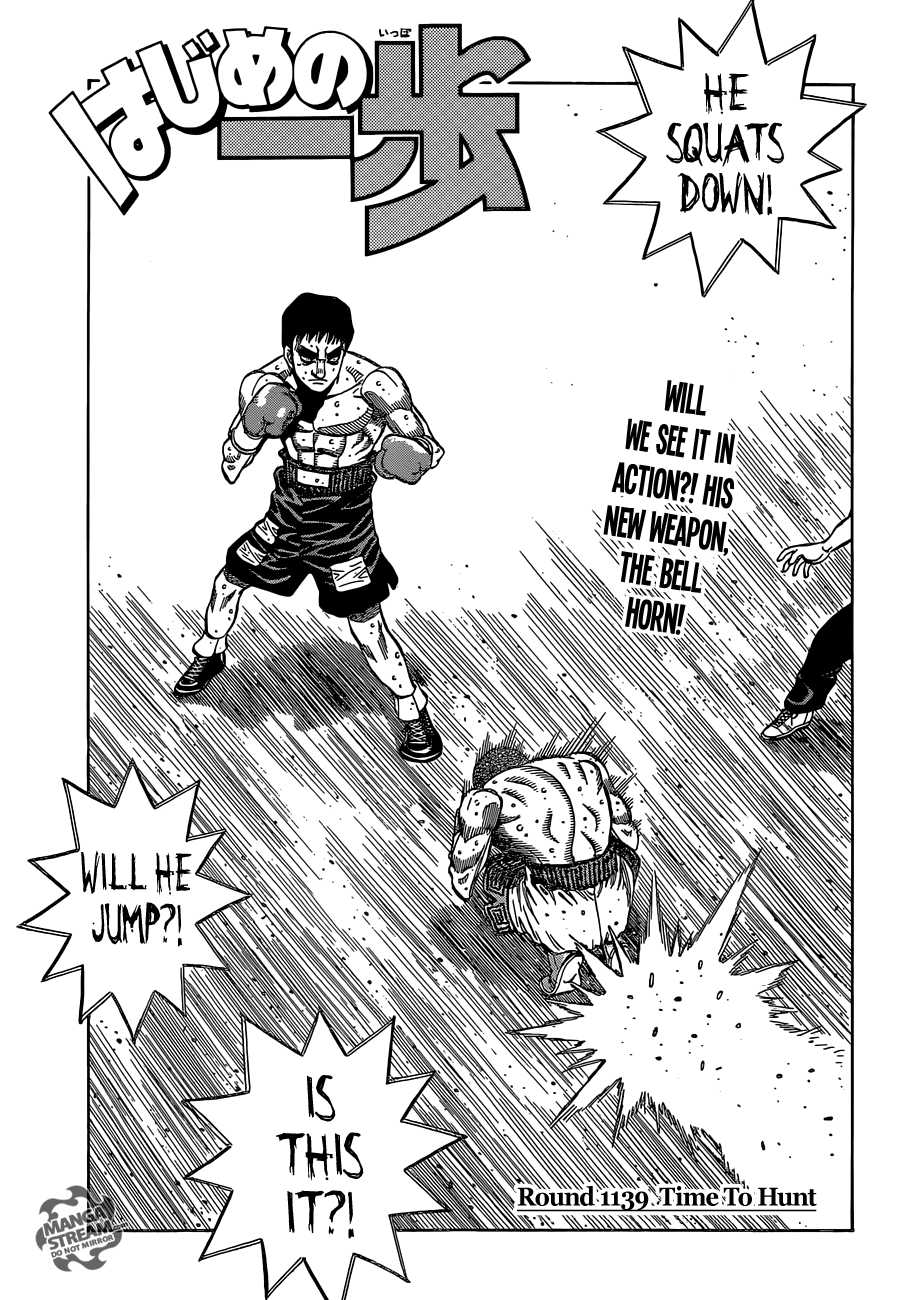 はじめの一歩
いっぽ
HE
SQUATS
DOWN!
WILL
WE SEE IT IN
ACTION?! HIS
NEW WEAPON,
THE BELL
HORN!
WILL HE
JUMP?!
IS
THIS
IT?!
Round 1139 Time To Hunt
MANGA
STREAM
DO NOT MIRROR